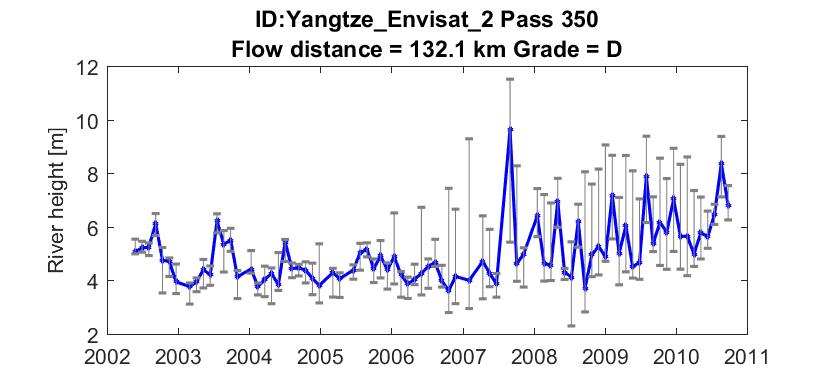 ID:Yangtze_Envisat_2 Pass 350
Flow distance = 132.1 km Grade = D
River height [m]
12
10
8
6
4
2
2002 2003 2004 2005 2006 2007 2008 2009 2010 2011